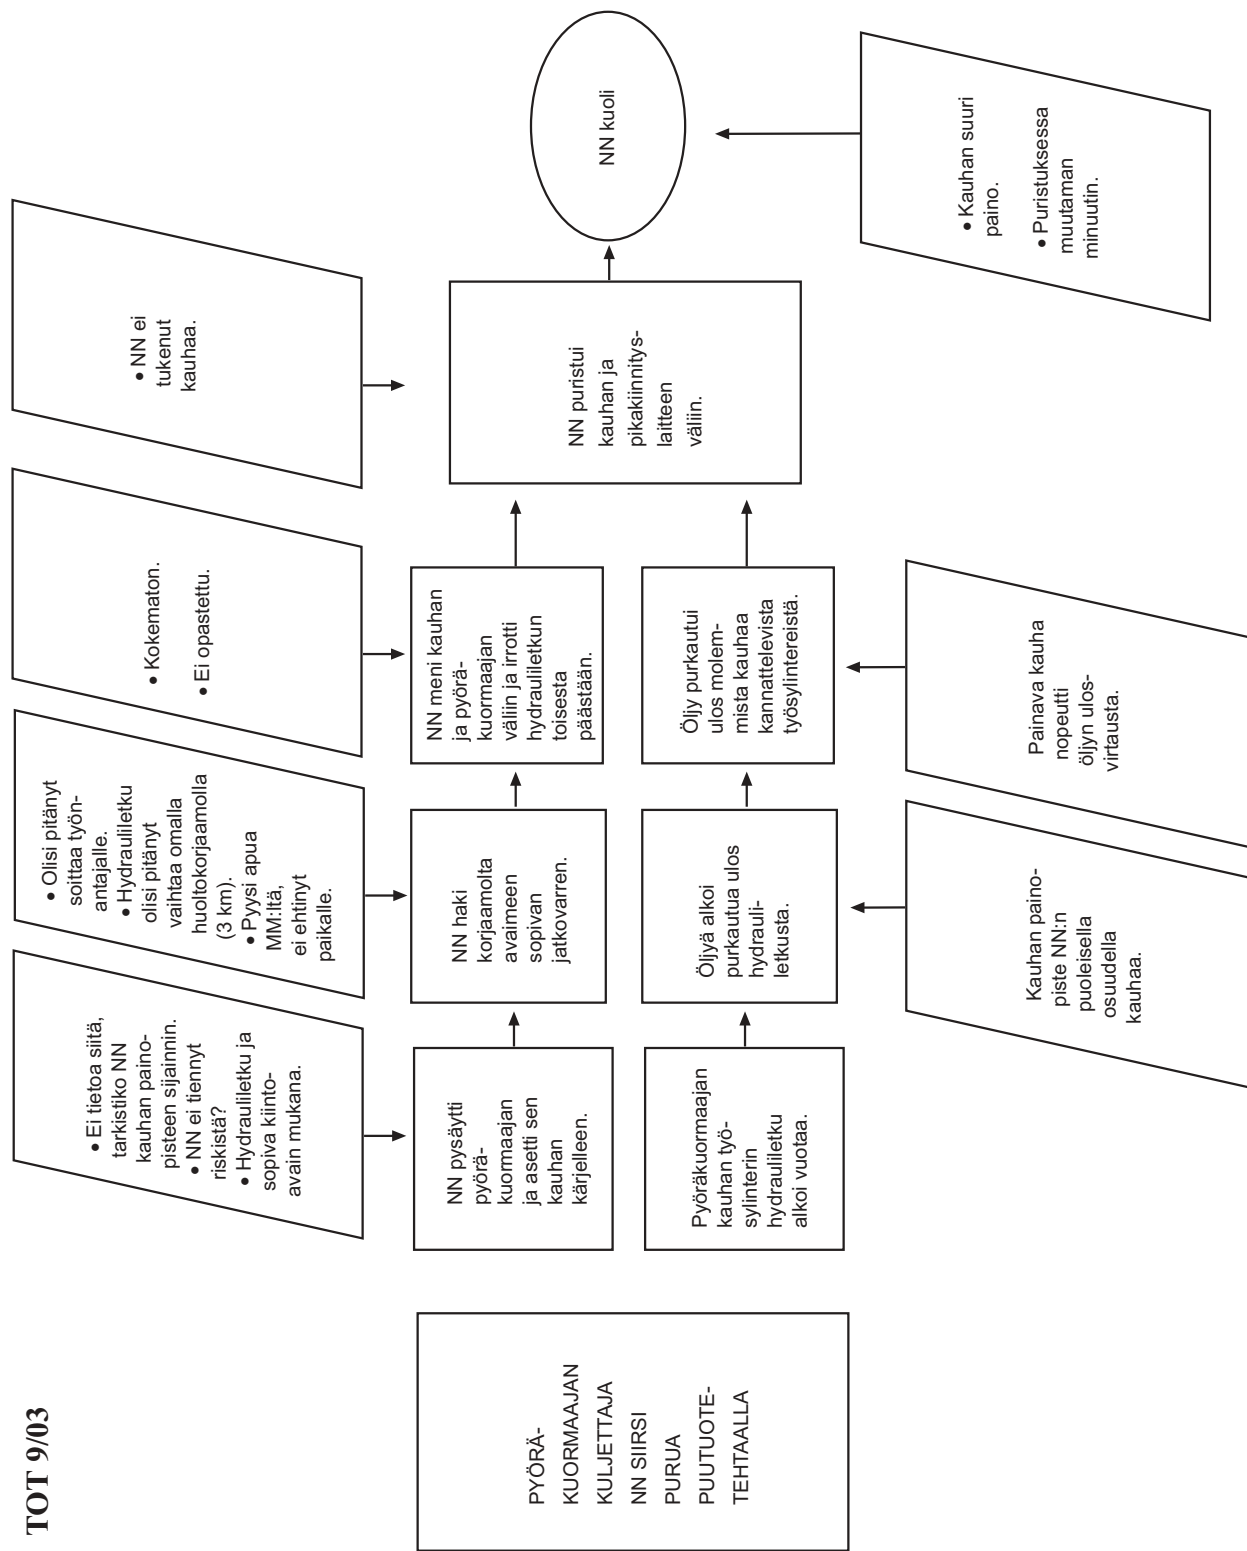 TOT 9/03
PYÖRÄ-
KUORMAAJAN
KULJETTAJA
NN SIIRSI
PURUA
PUUTUOTE-
TEHTAALLA
• Ei tietoa siitä,
tarkistiko NN
kauhan paino-
pisteen sijainnin.
• NN ei tiennyt
riskistä?
• Hydrauliletku ja
sopiva kiinto-
avain mukana.
• Olisi pitänyt
soittaa työn-
antajalle.
• Hydrauliletku
olisi pitänyt
vaihtaa omalla
huoltokorjaamolla
(3 km).
• Pyysi apua
MM:ltä,
ei ehtinyt
paikalle.
• Kokematon.
• Ei opastettu.
• NN ei
tukenut
kauhaa.
NN pysäytti
pyörä-
kuormaajan
ja asetti sen
kauhan
kärjelleen.
NN haki
korjaamolta
avaimeen
sopivan
jatkovarren.
NN meni kauhan
ja pyörä-
kuormaajan
väliin ja irrotti
hydrauliletkun
toisesta
päästään.
NN puristui
kauhan ja
pikakiinnitys-
laitteen
väliin.
NN kuoli
Pyöräkuormaajan
kauhan työ-
sylinterin
hydrauliletku
alkoi vuotaa.
Öljyä alkoi
purkautua ulos
hydrauli-
letkusta.
Öljy purkautui
ulos molem-
mista kauhaa
kannattelevista
työsylintereistä.
Kauhan paino-
piste NN:n
puoleisella
osuudella
kauhaa.
Painava kauha
nopeutti
öljyn ulos-
virtausta.
• Kauhan suuri
paino.
• Puristuksessa
muutaman
minuutin.